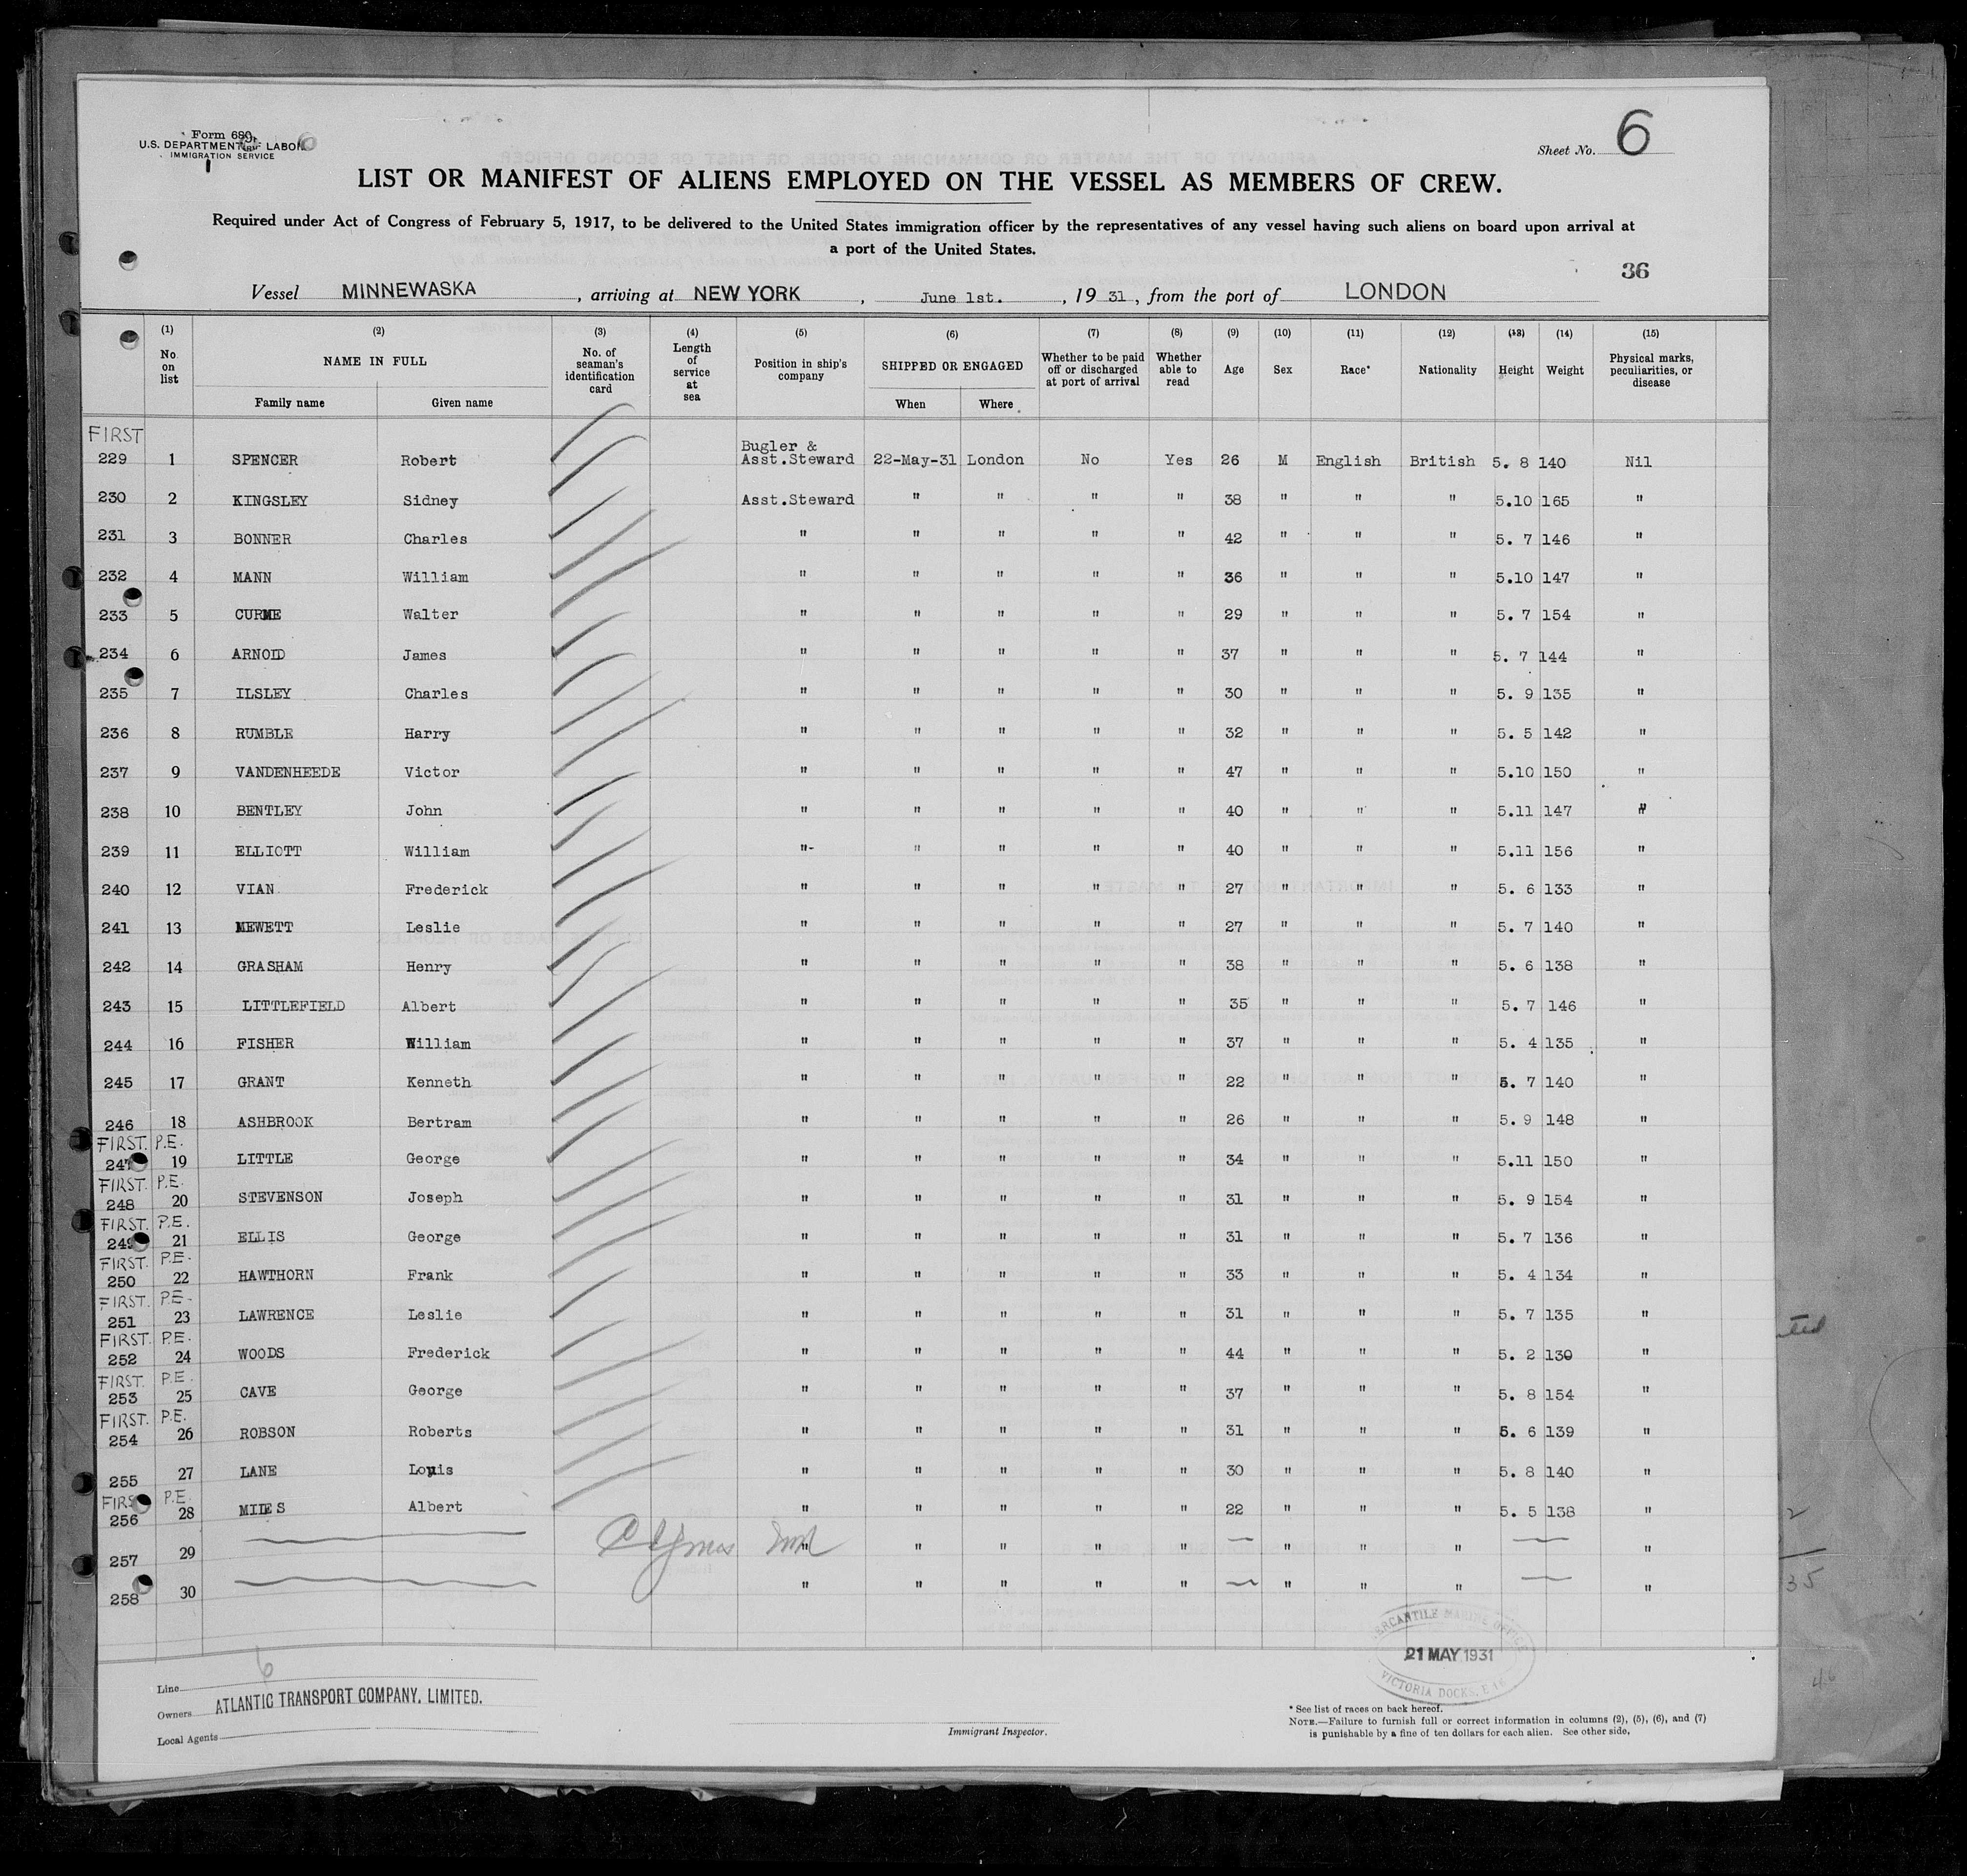 Form 680
U.S. DEPARTMENT OF LABOR
IMMIGRATION SERVICE
Sheet No. 6
LIST OR MANIFEST OF ALIENS EMPLOYED ON THE VESSEL AS MEMBERS OF CREW.
Required under Act of Congress of February 5, 1917, to be delivered to the United States immigration officer by the representatives of any vessel having such aliens on board upon arrival at
a port of the United States.
36
Vessel MINNEWASKA, arriving at NEW YORK, June 1st., 1931, from the port of LONDON
(1) (2) (3) (4) (5) (6) (7) (8) (9) (10) (11) (12) (13) (14) (15)
No. on list NAME IN FULL Family name Given name No. of seaman's identification card Length of service at sea Position in ship's company SHIPPED OR ENGAGED When Where Whether to be paid off or discharged at port of arrival Whether able to read Age Sex Race* Nationality Height Weight Physical marks, peculiarities, or disease
FIRST
Bugler &
229 1 SPENCER Robert Asst.Steward 22-May-31 London No Yes 26 M English British 5. 8 140 Nil
230 2 KINGSLEY Sidney Asst.Steward " " " " 38 " " " 5.10 165 "
231 3 BONNER Charles " " " " " 42 " " " 5. 7 146 "
232 4 MANN William " " " " " 36 " " " 5.10 147 "
233 5 CURME Walter " " " " " 29 " " " 5. 7 154 "
234 6 ARNOLD James " " " " " 37 " " " 5. 7 144 "
235 7 ILSLEY Charles " " " " " 30 " " " 5. 9 135 "
236 8 RUMBLE Harry " " " " " 32 " " " 5. 5 142 "
237 9 VANDENHEEDE Victor " " " " " 47 " " " 5.10 150 "
238 10 BENTLEY John " " " " " 40 " " " 5.11 147 "
239 11 ELLIOTT William "- " " " " 40 " " " 5.11 156 "
240 12 VIAN Frederick " " " " " 27 " " " 5. 6 133 "
241 13 MEWETT Leslie " " " " " 27 " " " 5. 7 140 "
242 14 GRASHAM Henry " " " " " 38 " " " 5. 6 138 "
243 15 LITTLEFIELD Albert " " " " " 35 " " " 5. 7 146 "
244 16 FISHER William " " " " " 37 " " " 5. 4 135 "
245 17 GRANT Kenneth " " " " " 22 " " " 5. 7 140 "
246 18 ASHBROOK Bertram " " " " " 26 " " " 5. 9 148 "
FIRST. P.E.
247 19 LITTLE George " " " " " 34 " " " 5.11 150 "
FIRST. P.E.
248 20 STEVENSON Joseph " " " " " 31 " " " 5. 9 154 "
FIRST. P.E.
249 21 ELLIS George " " " " " 31 " " " 5. 7 136 "
FIRST. P.E.
250 22 HAWTHORN Frank " " " " " 33 " " " 5. 4 134 "
FIRST. P.E.
251 23 LAWRENCE Leslie " " " " " 31 " " " 5. 7 135 "
FIRST. P.E.
252 24 WOODS Frederick " " " " " 44 " " " 5. 2 130 "
FIRST. P.E.
253 25 CAVE George " " " " " 37 " " " 5. 8 154 "
FIRST. P.E.
254 26 ROBSON Roberts " " " " " 31 " " " 5. 6 139 "
255 27 LANE Louis " " " " " 30 " " " 5. 8 140 "
FIRST P.E.
256 28 MILES Albert " " " " " 22 " " " 5. 5 138 "
257 29 " " " " " — " " " — "
258 30 " " " " " — " " " — "
MERCANTILE MARINE OFFICE
21 MAY 1931
VICTORIA DOCKS. E 16
6
Line
Owners ATLANTIC TRANSPORT COMPANY, LIMITED.
Local Agents
Immigrant Inspector.
* See list of races on back hereof.
NOTE.—Failure to furnish full or correct information in columns (2), (5), (6), and (7)
is punishable by a fine of ten dollars for each alien. See other side.